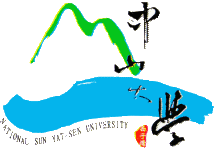 中山大學
NATIONAL SUN YAT-SEN UNIVERSITY